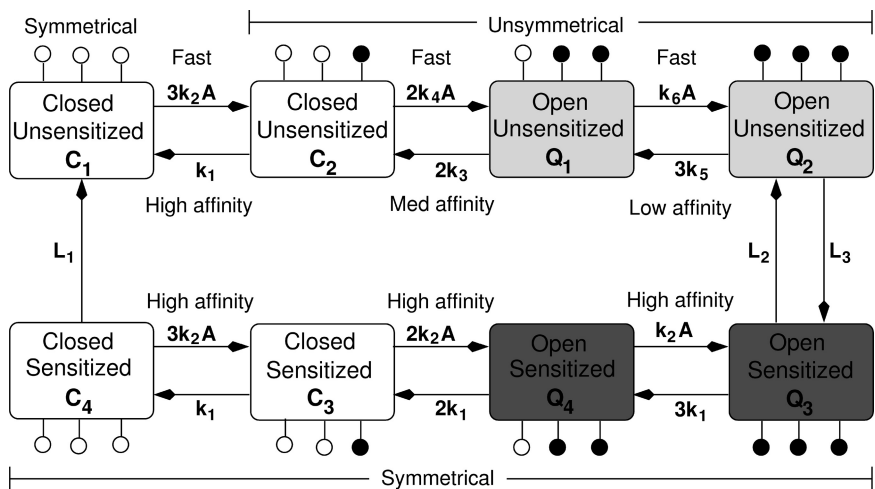 Symmetrical
Unsymmetrical
Fast
Fast
Fast
Closed
Unsensitized
C1
3k2A
k1
Closed
Unsensitized
C2
2k4A
2k3
Open
Unsensitized
Q1
k6A
3k5
Open
Unsensitized
Q2
High affinity
Med affinity
Low affinity
L1
L2
L3
High affinity
High affinity
High affinity
Closed
Sensitized
C4
3k2A
k1
Closed
Sensitized
C3
2k2A
2k1
Open
Sensitized
Q4
k2A
3k1
Open
Sensitized
Q3
Symmetrical